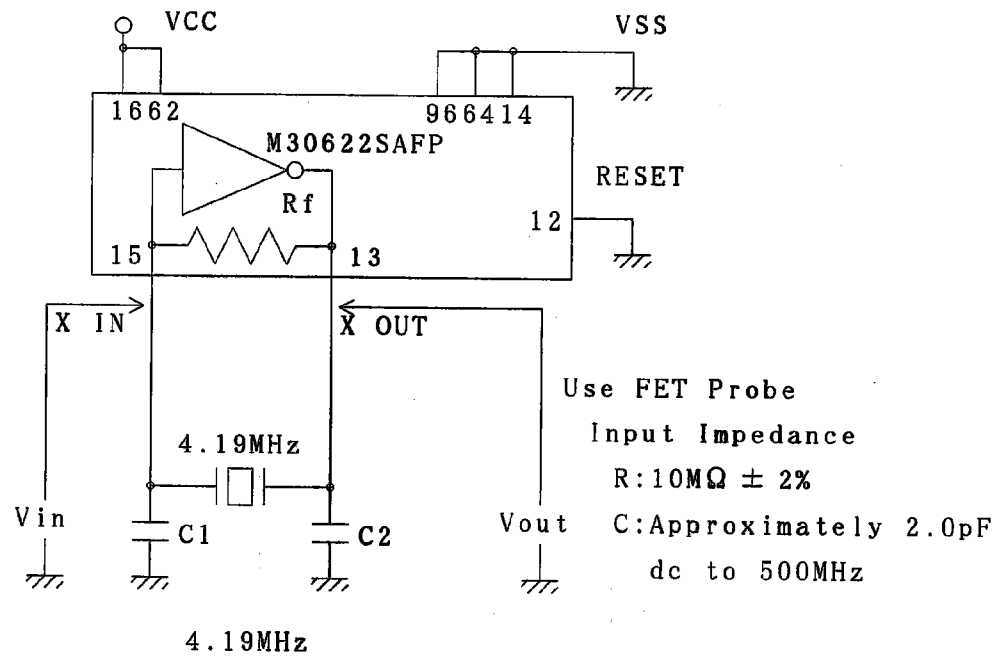 VCC
VSS
1662
966414
M30622SAFP
RESET
Rf
12
15
13
X IN
X OUT
Use FET Probe
Input Impedance
4.19MHz
R:10MΩ ± 2%
Vin
C1
C2
Vout
C:Approximately 2.0pF
dc to 500MHz
4.19MHz